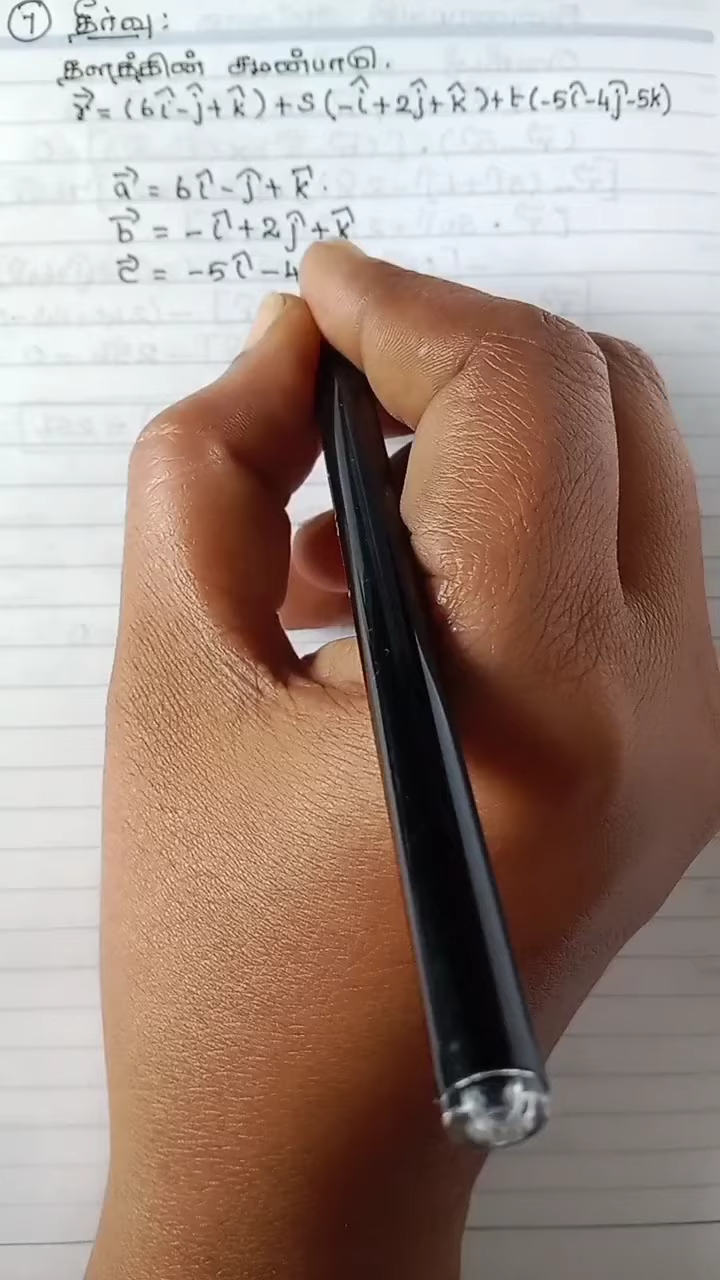 7 தீர்வு:
தளத்தின் சமன்பாடு.
r⃗ = (6î-ĵ+k̂)+s(-î+2ĵ+k̂)+t(-5î-4ĵ-5k)
a⃗ = 6î-ĵ+k̂.
b⃗ = -î+2ĵ+k̂
c⃗ = -5î-4